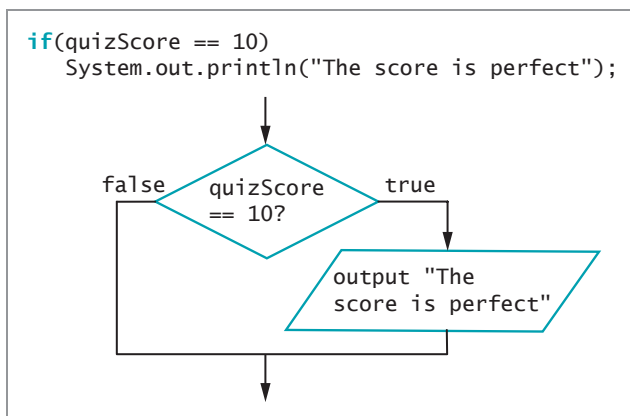 if(quizScore == 10)
System.out.println("The score is perfect");
false
quizScore
== 10?
true
output "The
score is perfect"